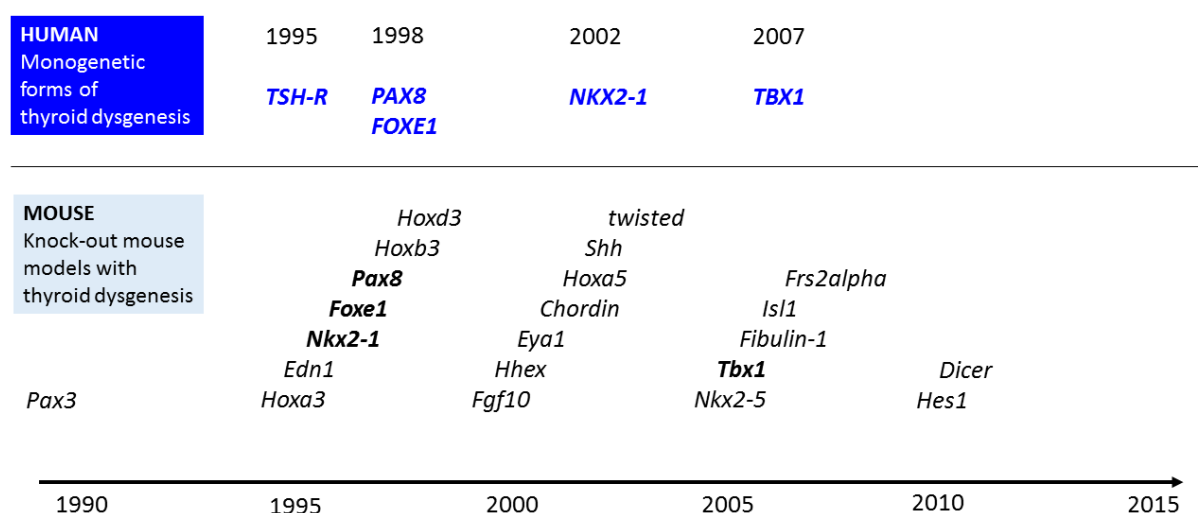 HUMAN
Monogenetic
forms of
thyroid dysgenesis
1995 1998 2002 2007
TSH-R PAX8 NKX2-1 TBX1
FOXE1
MOUSE
Knock-out mouse
models with
thyroid dysgenesis
Hoxd3 twisted
Hoxb3 Shh
Pax8 Hoxa5 Frs2alpha
Foxe1 Chordin Isl1
Nkx2-1 Eya1 Fibulin-1
Edn1 Hhex Tbx1 Dicer
Pax3 Hoxa3 Fgf10 Nkx2-5 Hes1
1990 1995 2000 2005 2010 2015